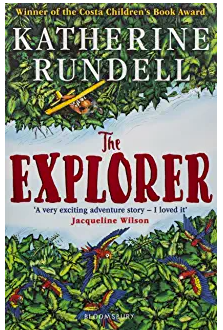 Winner of the Costa Children's Book Award
KATHERINE
RUNDELL
The
EXPLORER
'A very exciting adventure story – I loved it'
Jacqueline Wilson
BLOOMSBURY